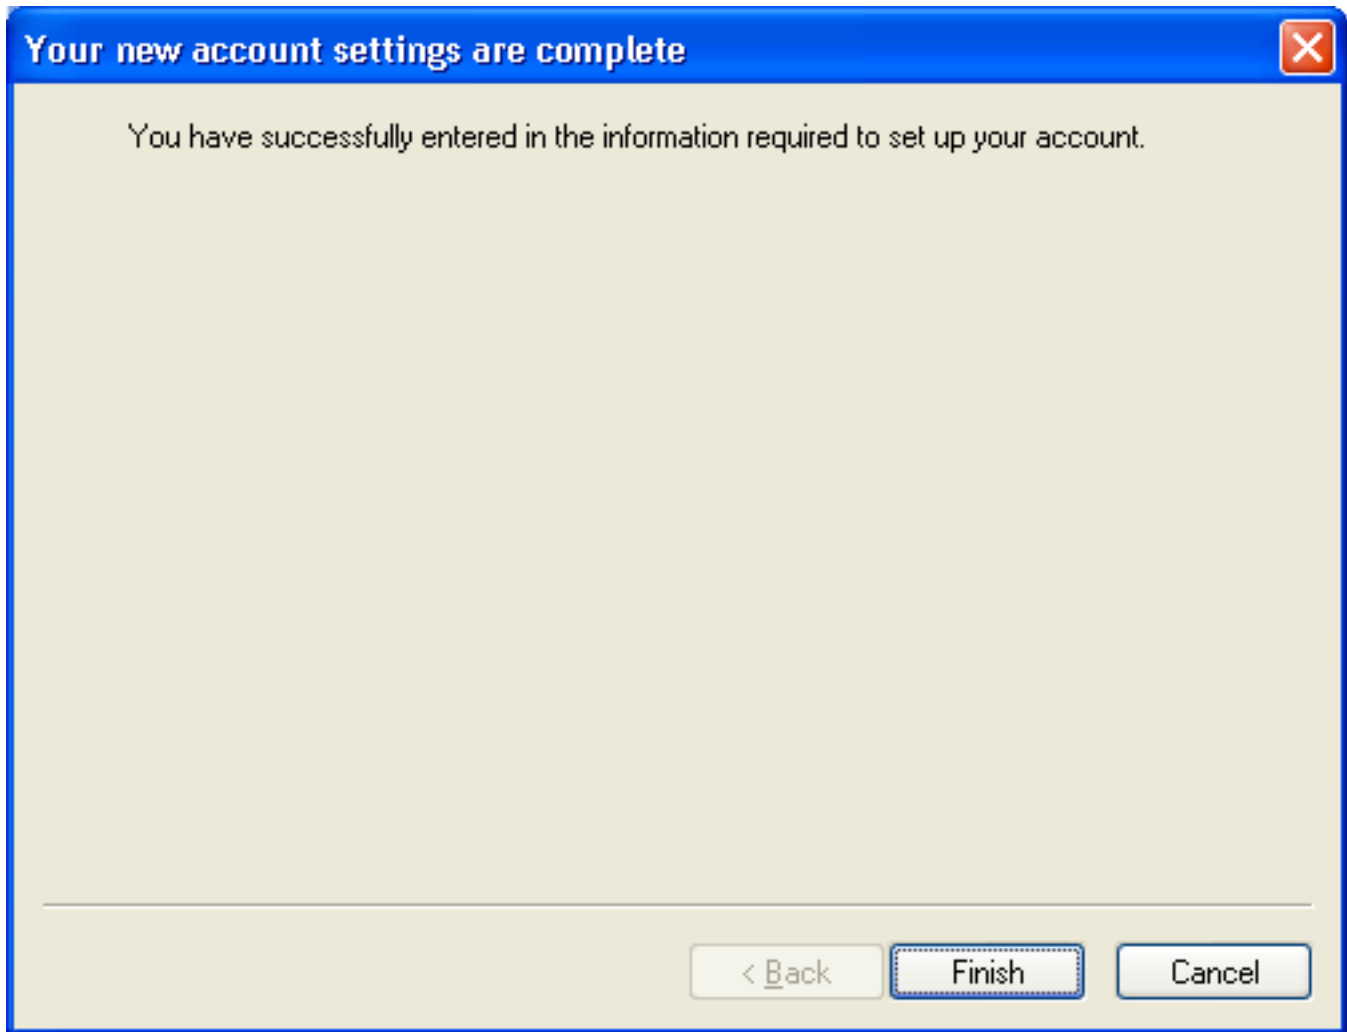 Your new account settings are complete
You have successfully entered in the information required to set up your account.
< Back Finish Cancel